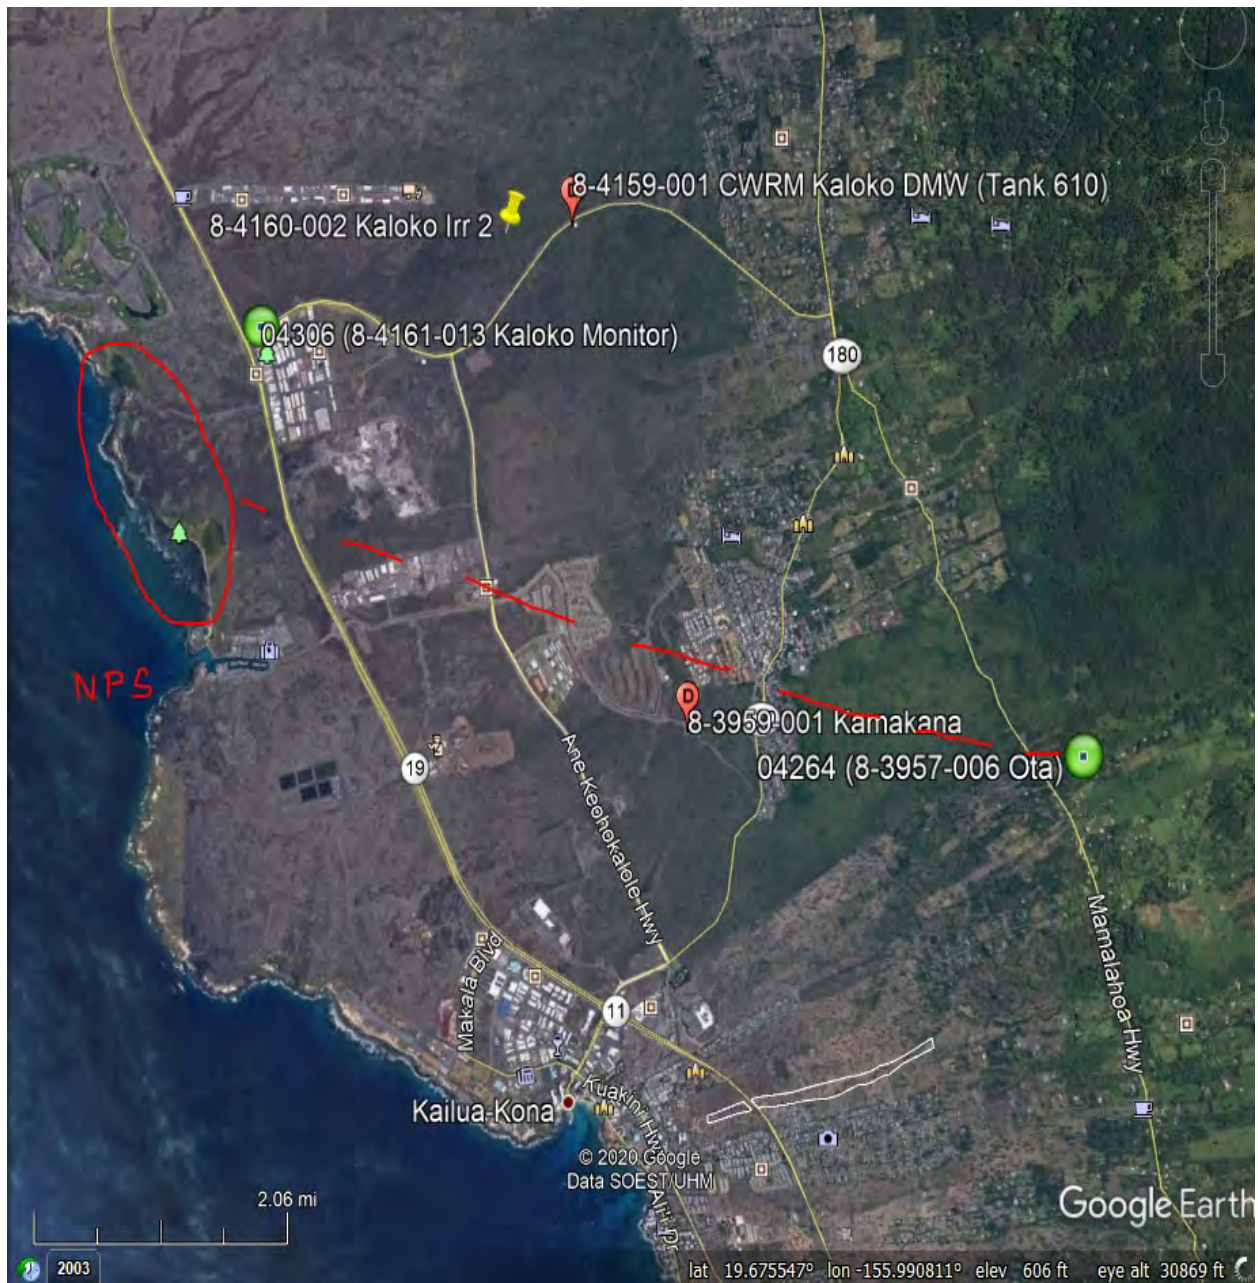 8-4159-001 CWRM Kaloko DMW (Tank 610)
8-4160-002 Kaloko Irr 2
04306 (8-4161-013 Kaloko Monitor)
180
NPS
D
8-3959-001 Kamakana
04264 (8-3957-006 Ota)
19
Ane Keohokalole Hwy
Mamalahoa Hwy
Makala Blvd
11
Kuakini Hwy
Kailua-Kona
Ali'i Dr
© 2020 Google
Data SOEST/UHM
Google Earth
2.06 mi
2003
lat 19.675547° lon -155.990811° elev 606 ft eye alt 30869 ft